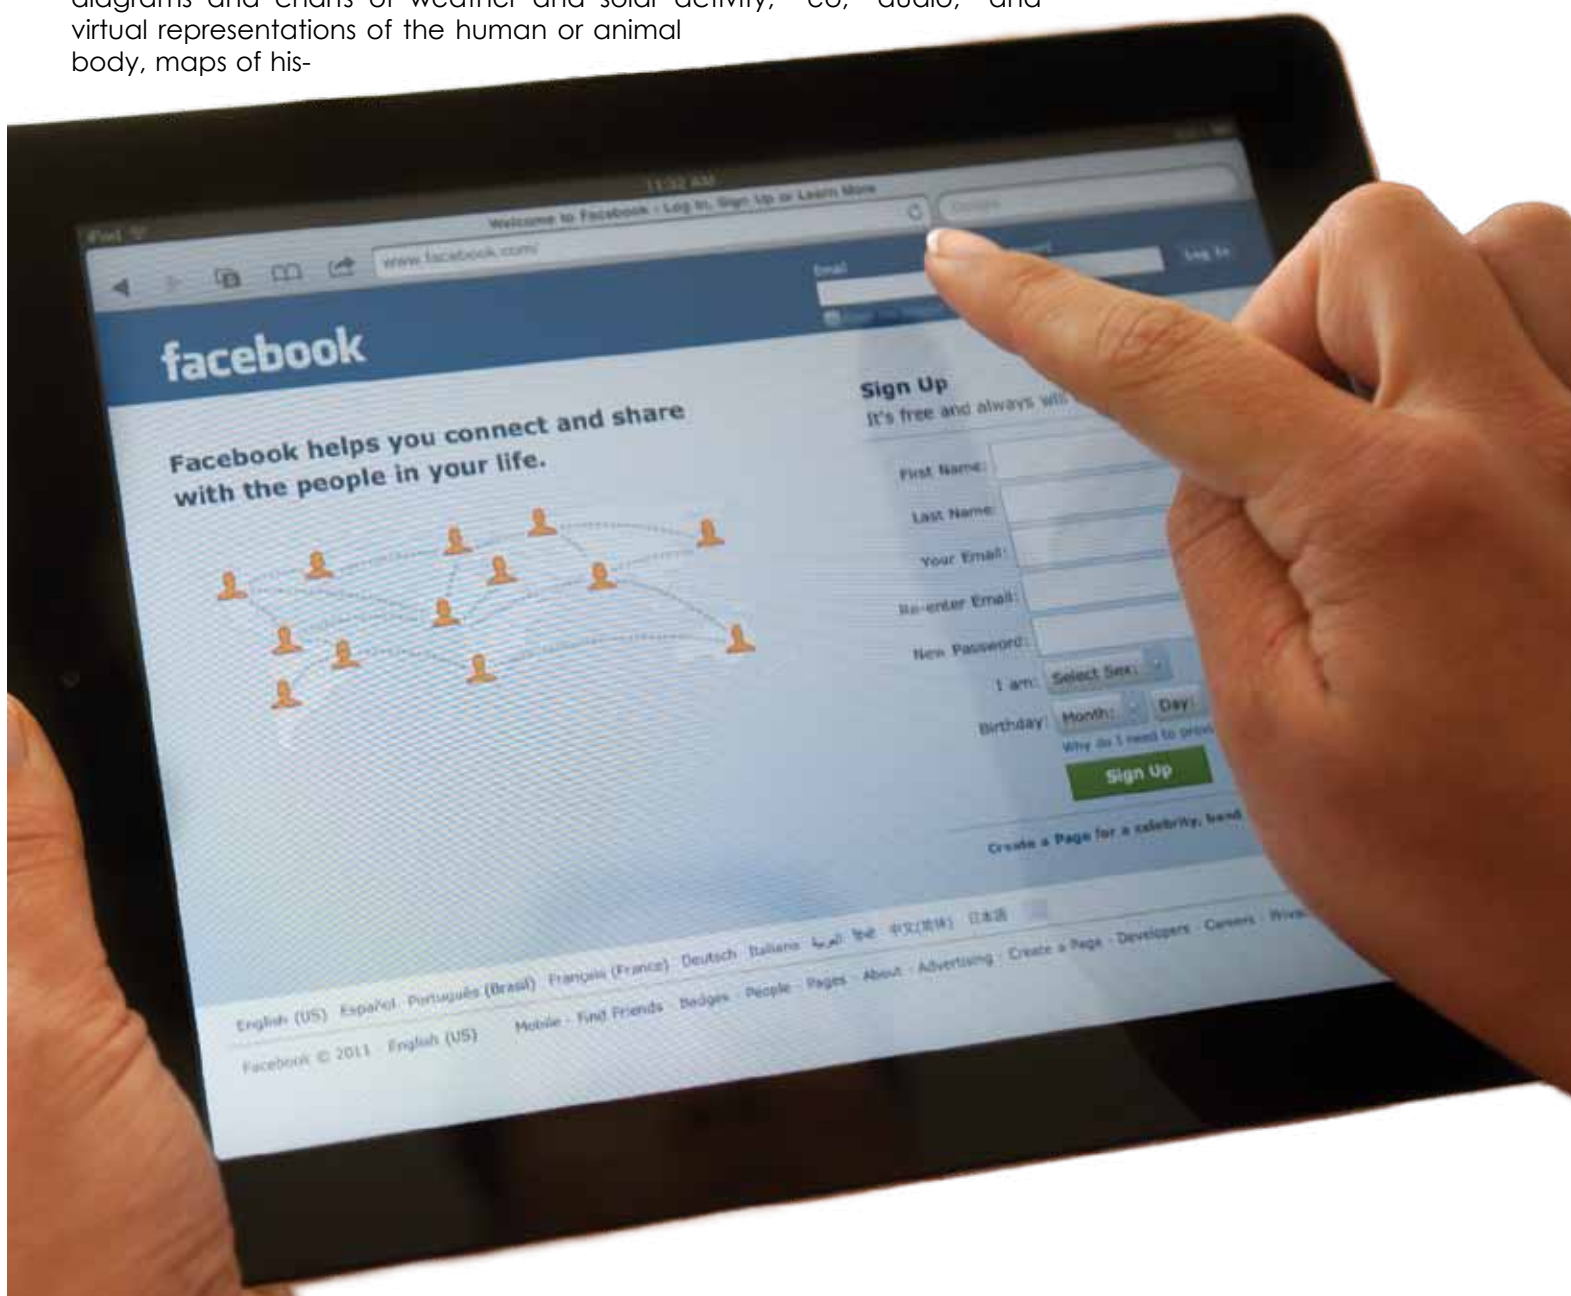 diagrams and charts of weather and solar activity, co, audio, and
virtual representations of the human or animal
body, maps of his-
iPad
11:32 AM
Welcome to Facebook - Log In, Sign Up or Learn More
www.facebook.com/
Google
Email
Log In
facebook
Facebook helps you connect and share
with the people in your life.
Sign Up
It's free and always will
First Name:
Last Name:
Your Email:
Re-enter Email:
New Password:
I am: Select Sex:
Birthday: Month: Day:
Why do I need to provi
Sign Up
Create a Page for a celebrity, band
English (US) Español Português (Brasil) Français (France) Deutsch Italiano العربية हिन्दी 中文(简体) 日本語
Facebook © 2011 · English (US)
Mobile · Find Friends · Badges · People · Pages · About · Advertising · Create a Page · Developers · Careers · Priva